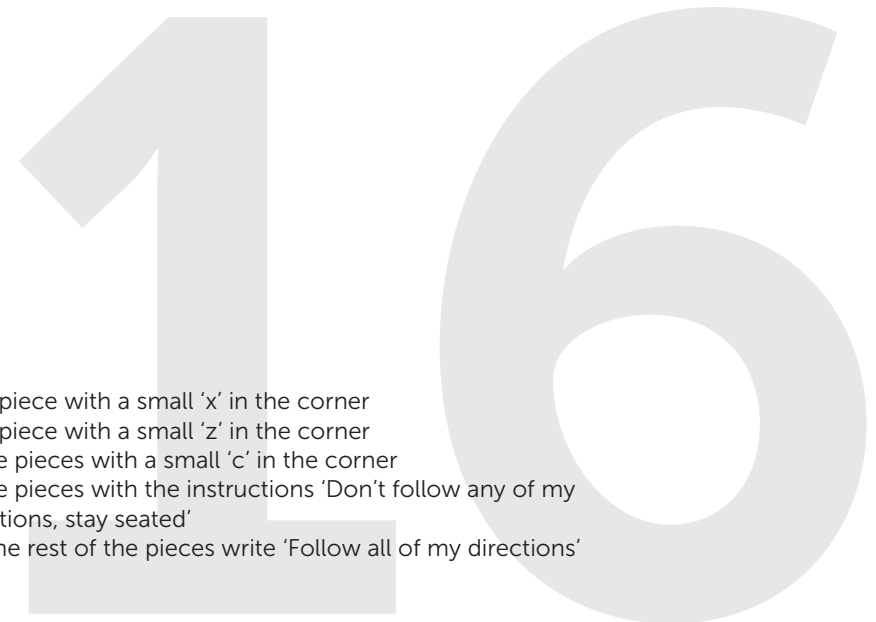 16
piece with a small ‘x’ in the corner
piece with a small ‘z’ in the corner
pieces with a small ‘c’ in the corner
pieces with the instructions ‘Don’t follow any of my
stay seated’
rest of the pieces write ‘Follow all of my directions’